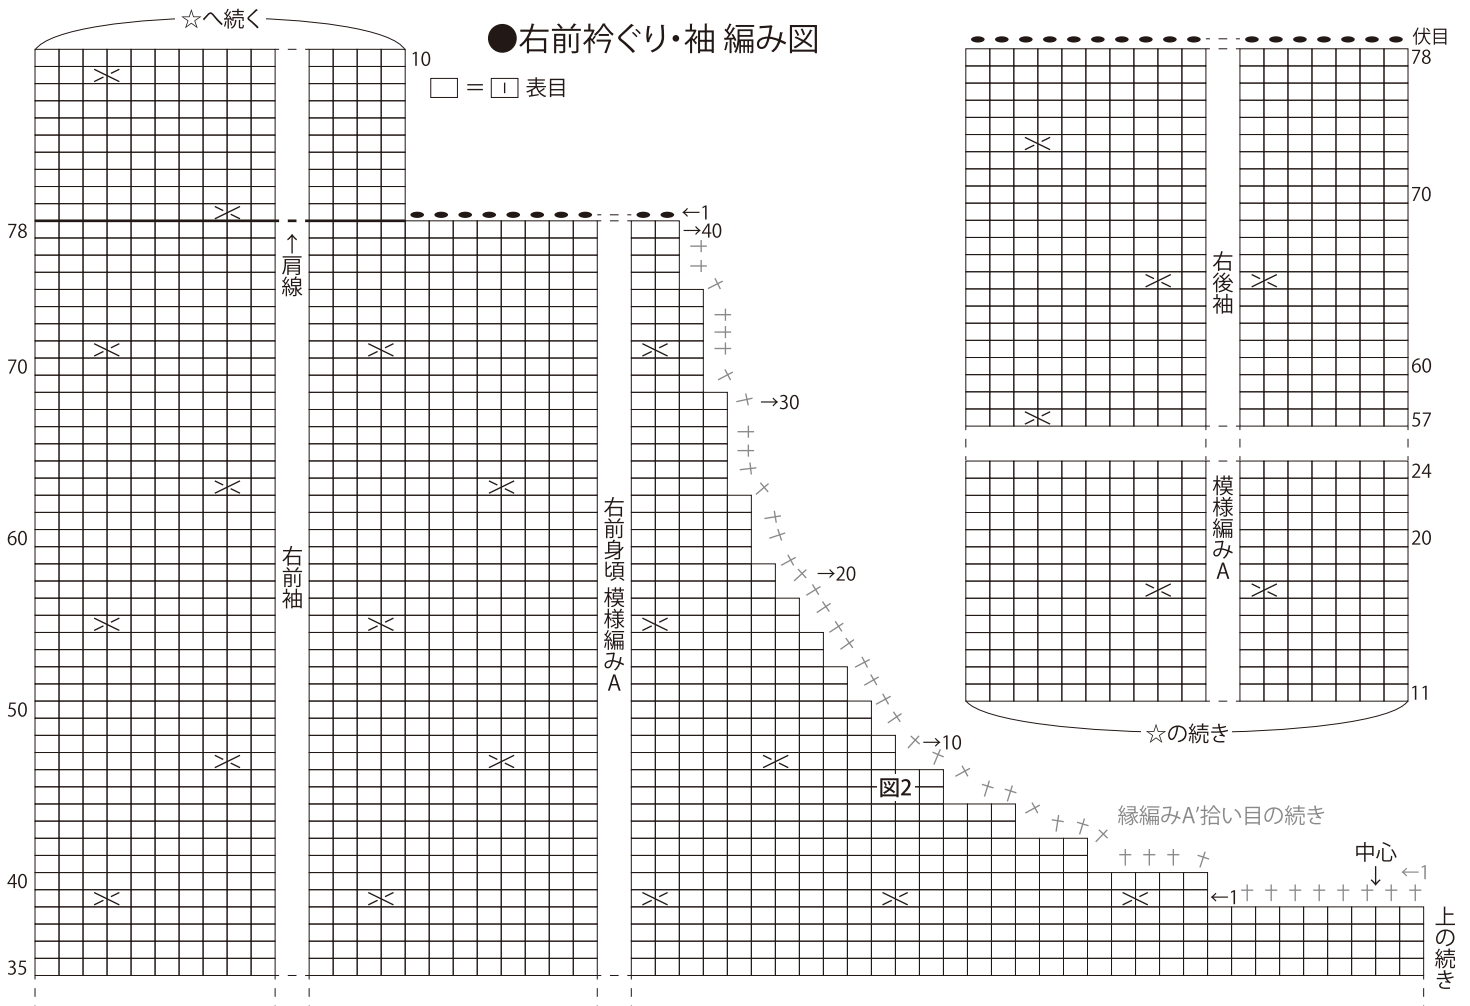 ☆へ続く
●右前衿ぐり・袖 編み図
10
= 表目
伏目
78
70
60
57
右後袖
24
20
11
模様編みA
☆の続き
←1
→40
→30
→20
→10
78
70
60
50
40
35
↑肩線
右前袖
右前身頃 模様編みA
図2
縁編みA'拾い目の続き
中心
↓
←1
←1
上の続き